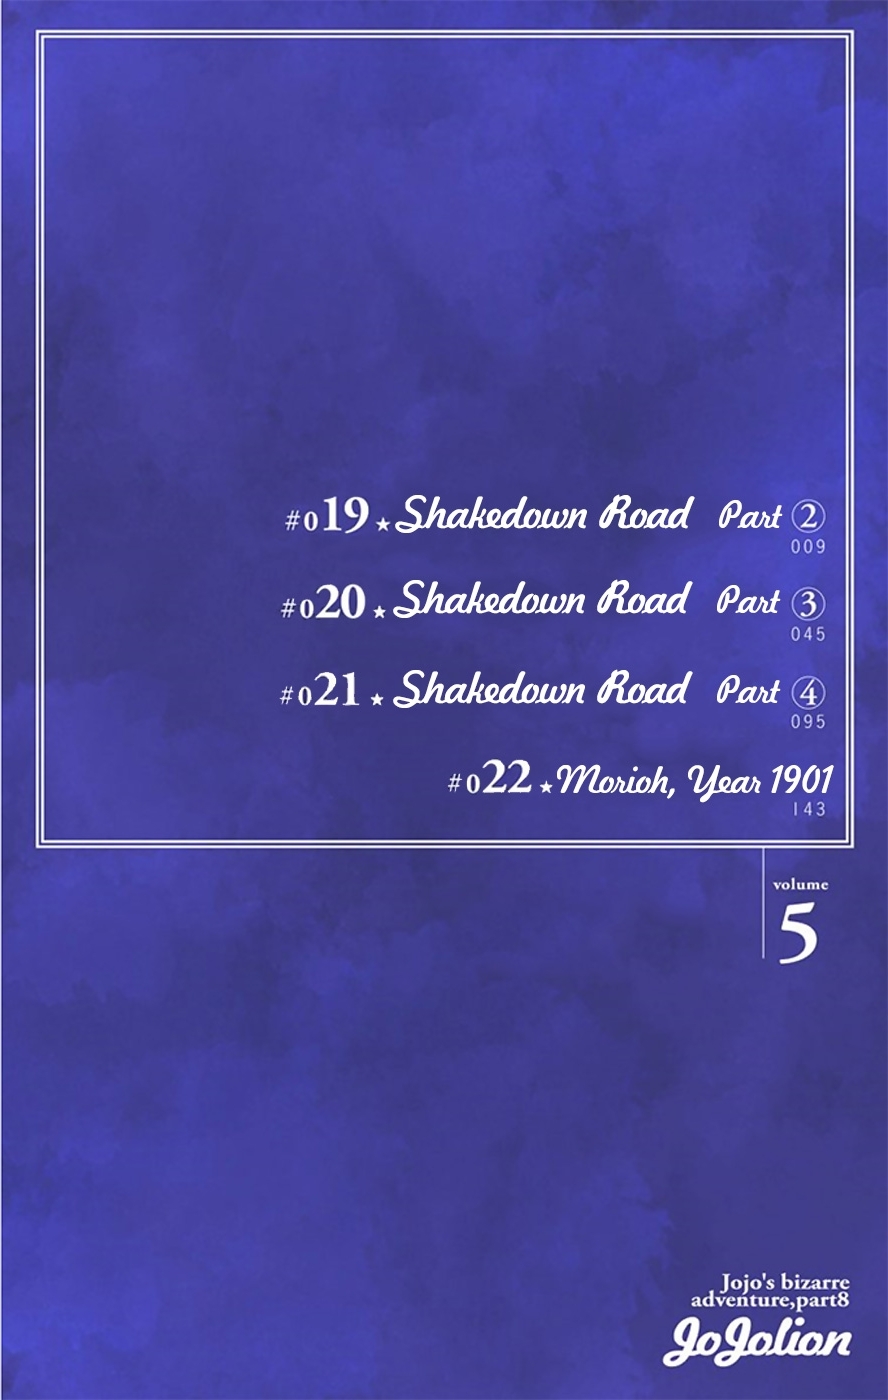 #019★Shakedown Road Part ②
009
#020★Shakedown Road Part ③
045
#021★Shakedown Road Part ④
095
#022★Morioh, Year 1901
143
volume
5
Jojo's bizarre
adventure,part8
JoJolion